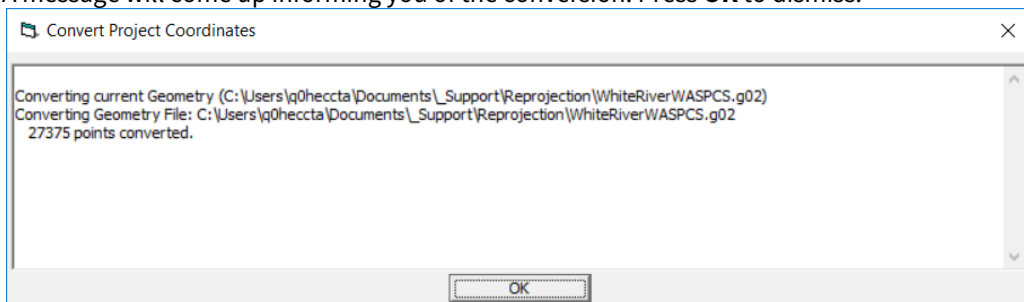 A message will come up informing you of the conversion. Press OK to dismiss.
Convert Project Coordinates
Converting current Geometry (C:\Users\q0heccta\Documents\_Support\Reprojection\WhiteRiverWASPCS.g02)
Converting Geometry File: C:\Users\q0heccta\Documents\_Support\Reprojection\WhiteRiverWASPCS.g02
27375 points converted.
OK